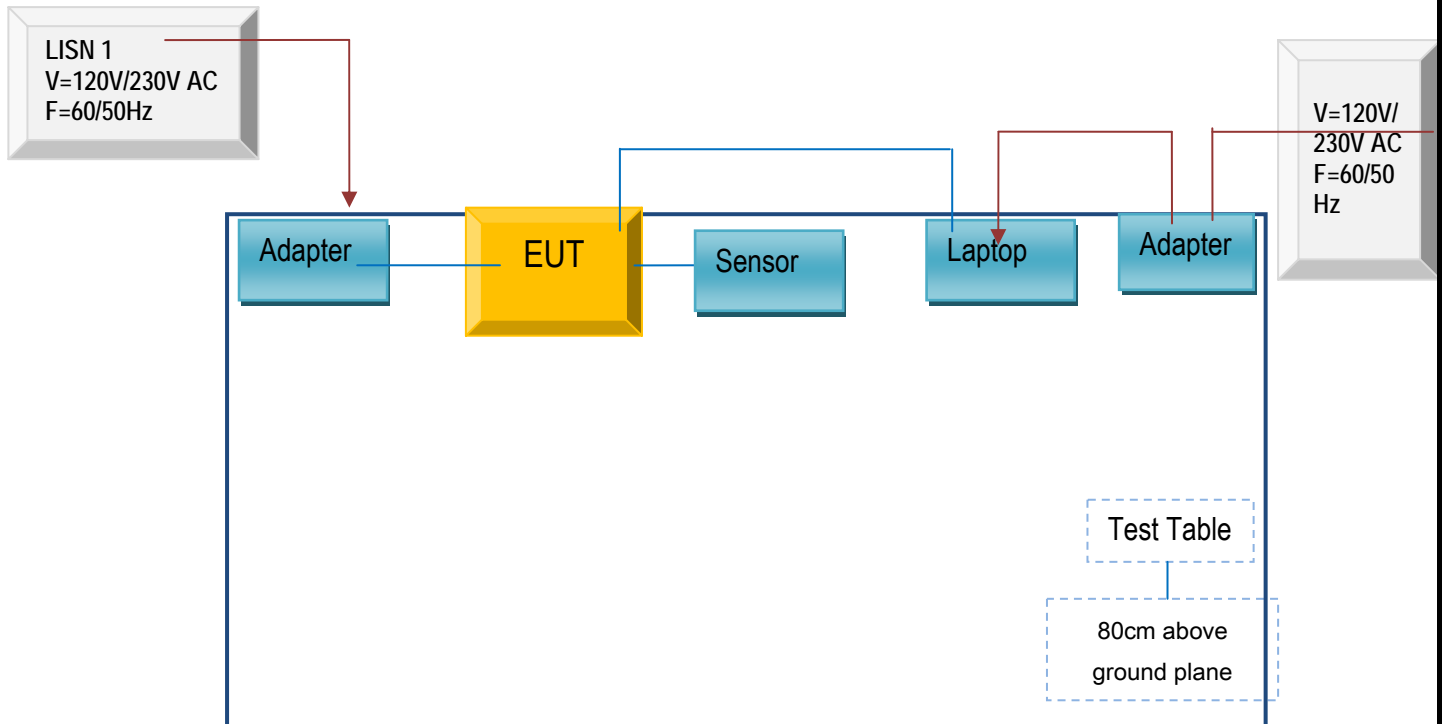 LISN 1
V=120V/230V AC
F=60/50Hz
V=120V/
230V AC
F=60/50
Hz
Adapter
EUT
Sensor
Laptop
Adapter
Test Table
80cm above
ground plane